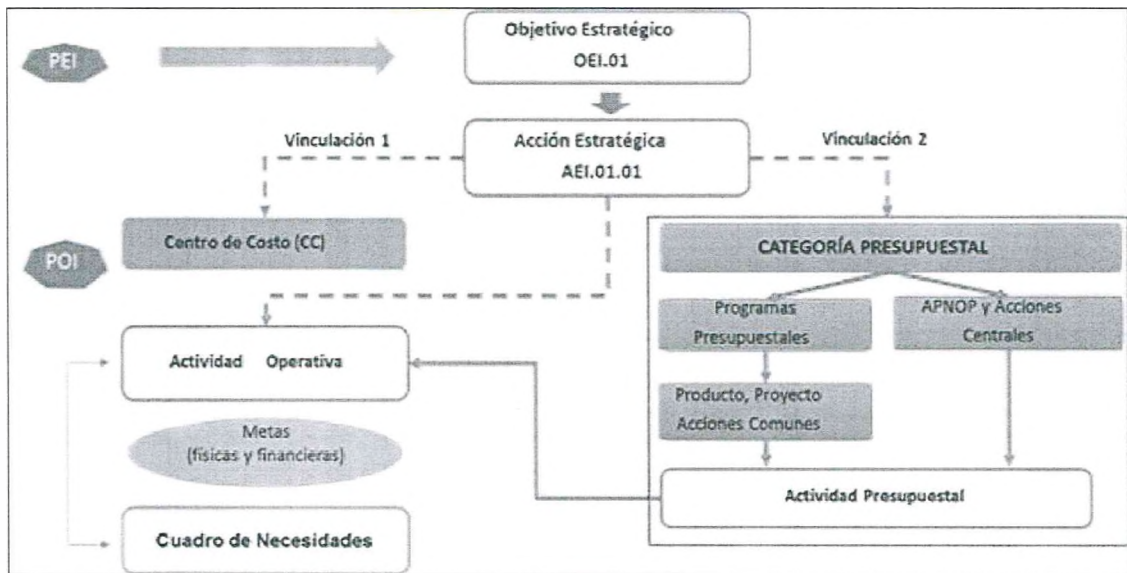 Objetivo Estratégico
OEI.01
PEI
Vinculación 1
Acción Estratégica
AEI.01.01
Vinculación 2
Centro de Costo (CC)
POI
CATEGORÍA PRESUPUESTAL
Programas
Presupuestales
APNOP y Acciones
Centrales
Actividad Operativa
Producto, Proyecto
Acciones Comunes
Metas
(físicas y financieras)
Actividad Presupuestal
Cuadro de Necesidades